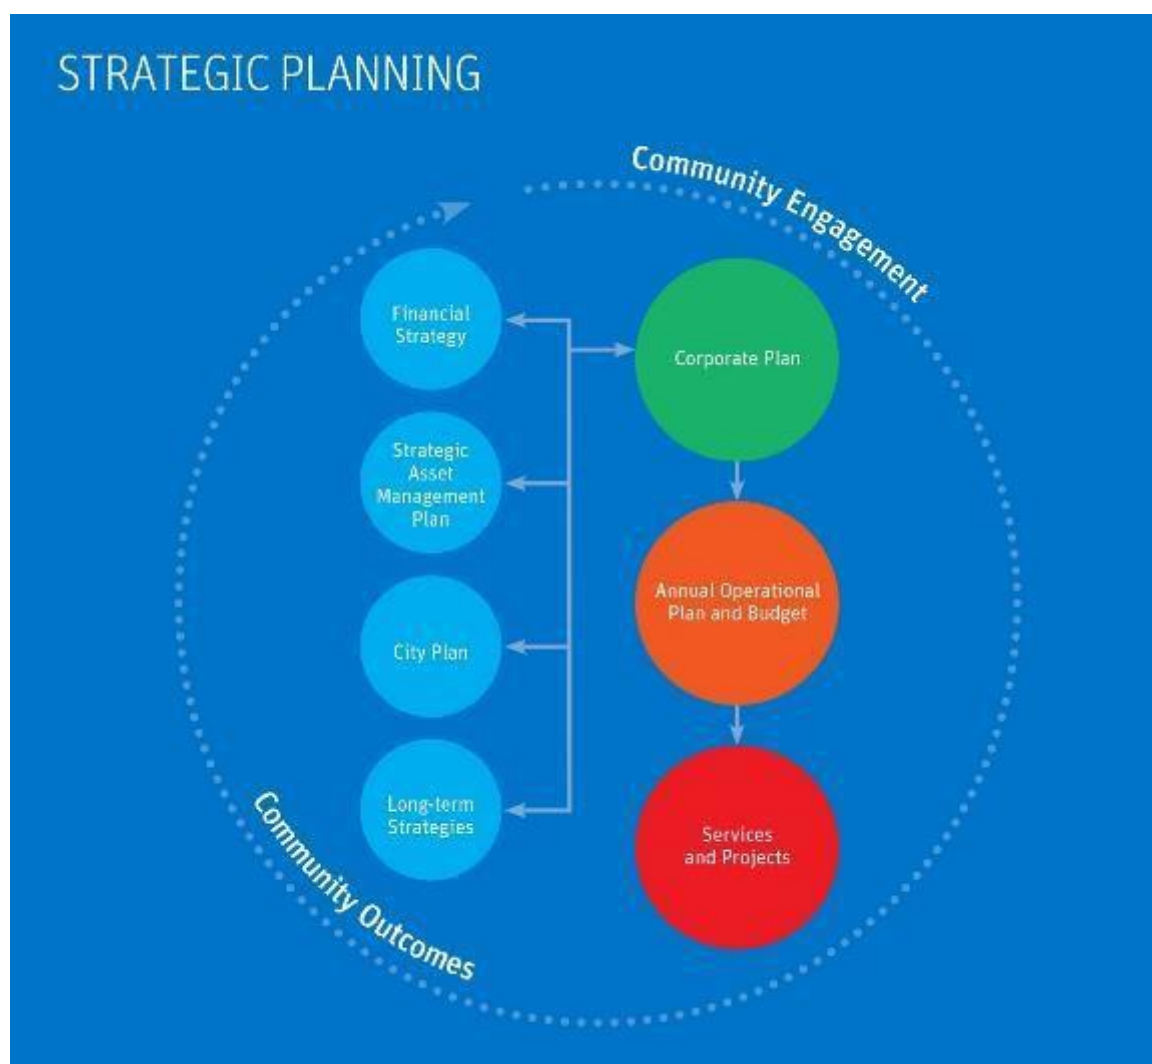 STRATEGIC PLANNING
Community Engagement
Financial
Strategy
Corporate Plan
Strategic
Asset
Management
Plan
Annual Operational
Plan and Budget
City Plan
Long-term
Strategies
Services
and Projects
Community Outcomes